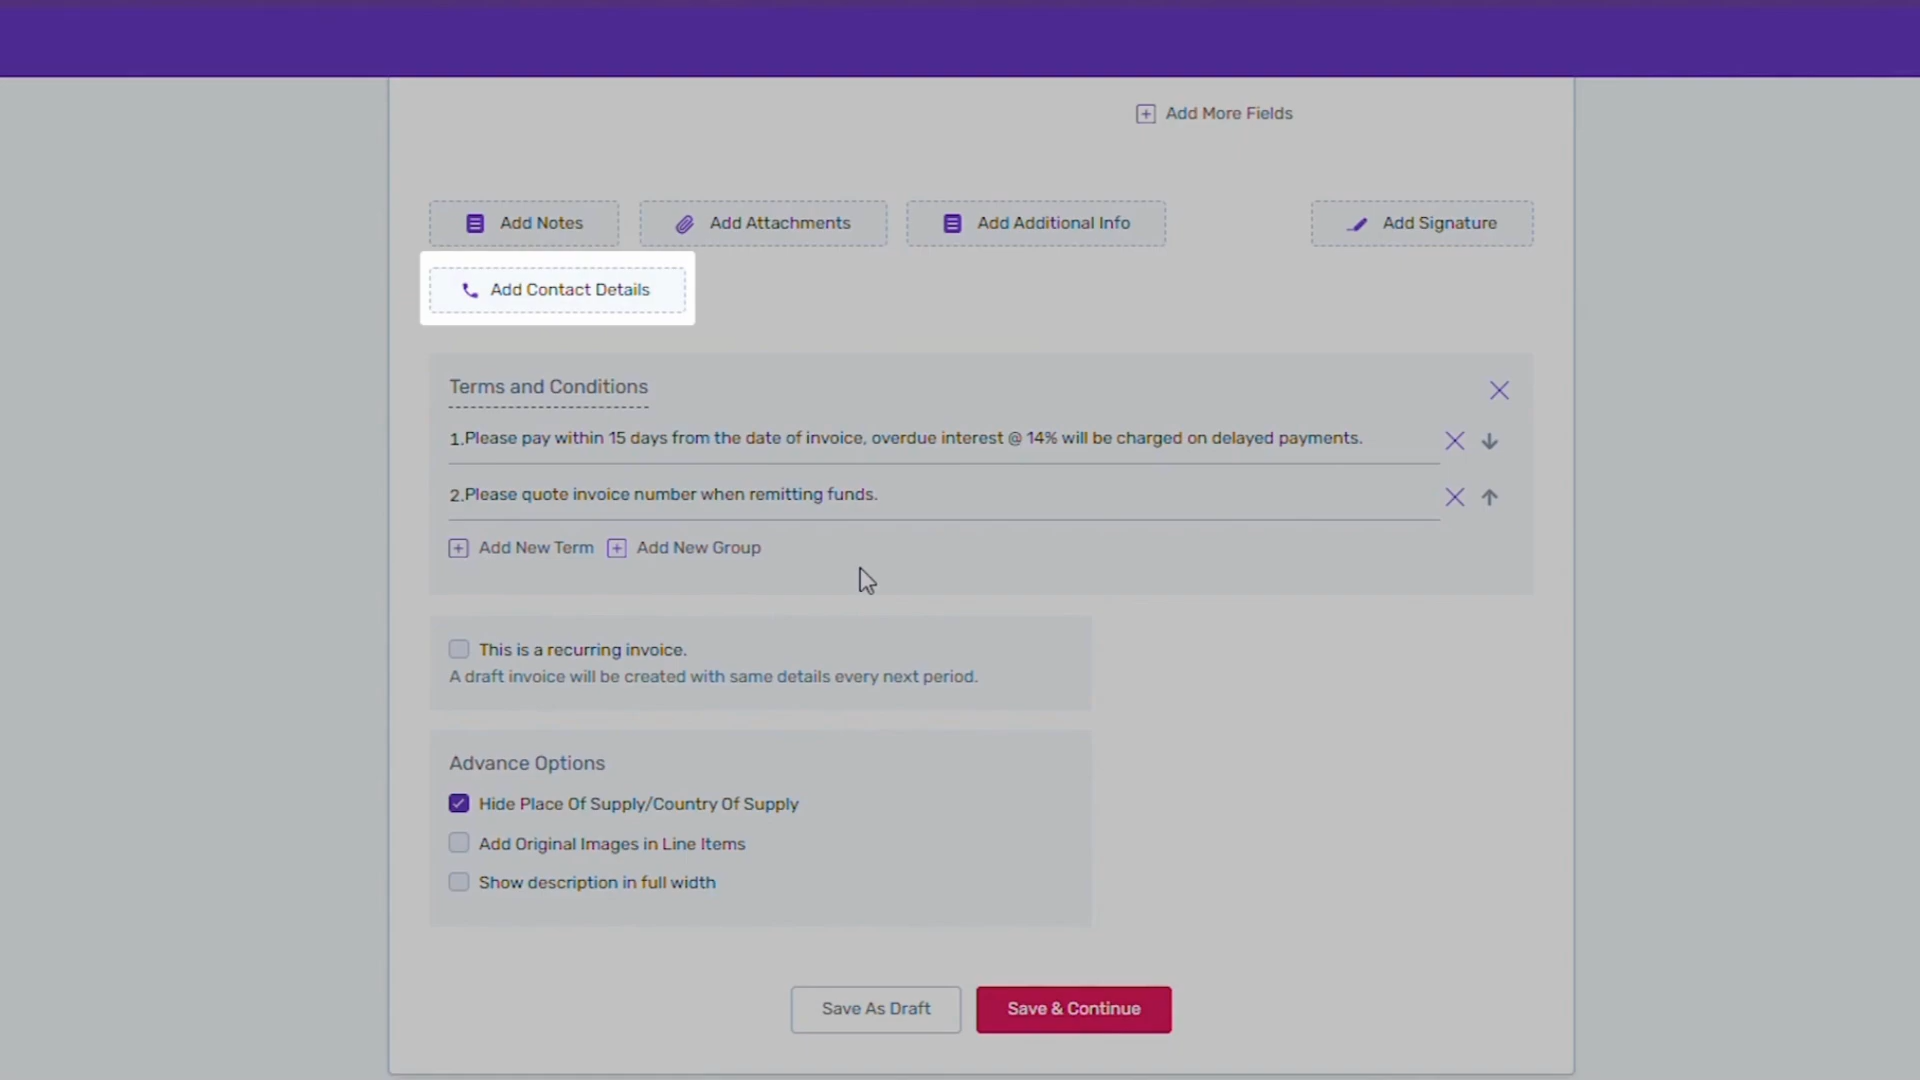 Add More Fields
Add Notes
Add Attachments
Add Additional Info
Add Signature
Add Contact Details
Terms and Conditions
1.Please pay within 15 days from the date of invoice, overdue interest @ 14% will be charged on delayed payments.
2.Please quote invoice number when remitting funds.
Add New Term
Add New Group
This is a recurring invoice.
A draft invoice will be created with same details every next period.
Advance Options
Hide Place Of Supply/Country Of Supply
Add Original Images in Line Items
Show description in full width
Save As Draft
Save & Continue